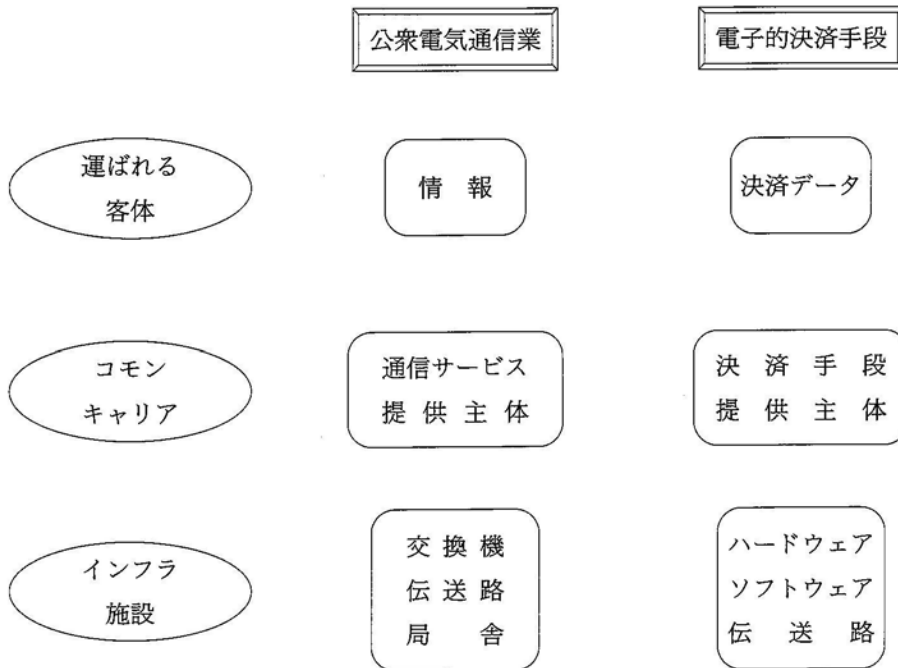 公衆電気通信業
電子的決済手段
運ばれる
客体
情報
決済データ
コモン
キャリア
通信サービス
提供主体
決済手段
提供主体
インフラ
施設
交換機
伝送路
局舎
ハードウェア
ソフトウェア
伝送路